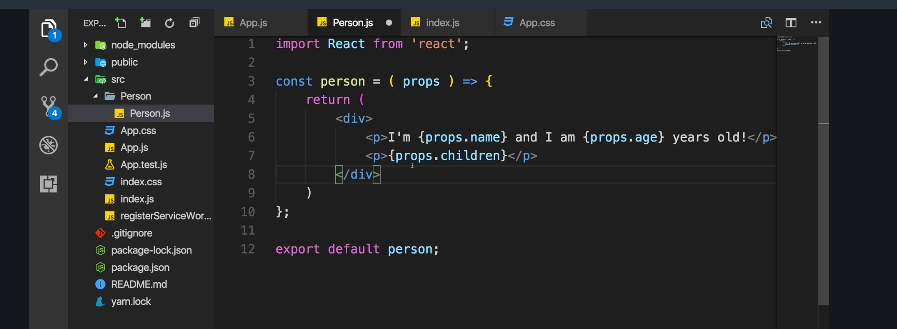 EXP...
App.js
Person.js
index.js
App.css
1
4
node_modules
public
src
Person
Person.js
App.css
App.js
App.test.js
index.css
index.js
registerServiceWor...
.gitignore
package-lock.json
package.json
README.md
yarn.lock
1 import React from 'react';
2
3 const person = ( props ) => {
4 return (
5 <div>
6 <p>I'm {props.name} and I am {props.age} years old!</p>
7 <p>{props.children}</p>
8 </div>
9 )
10 };
11
12 export default person;